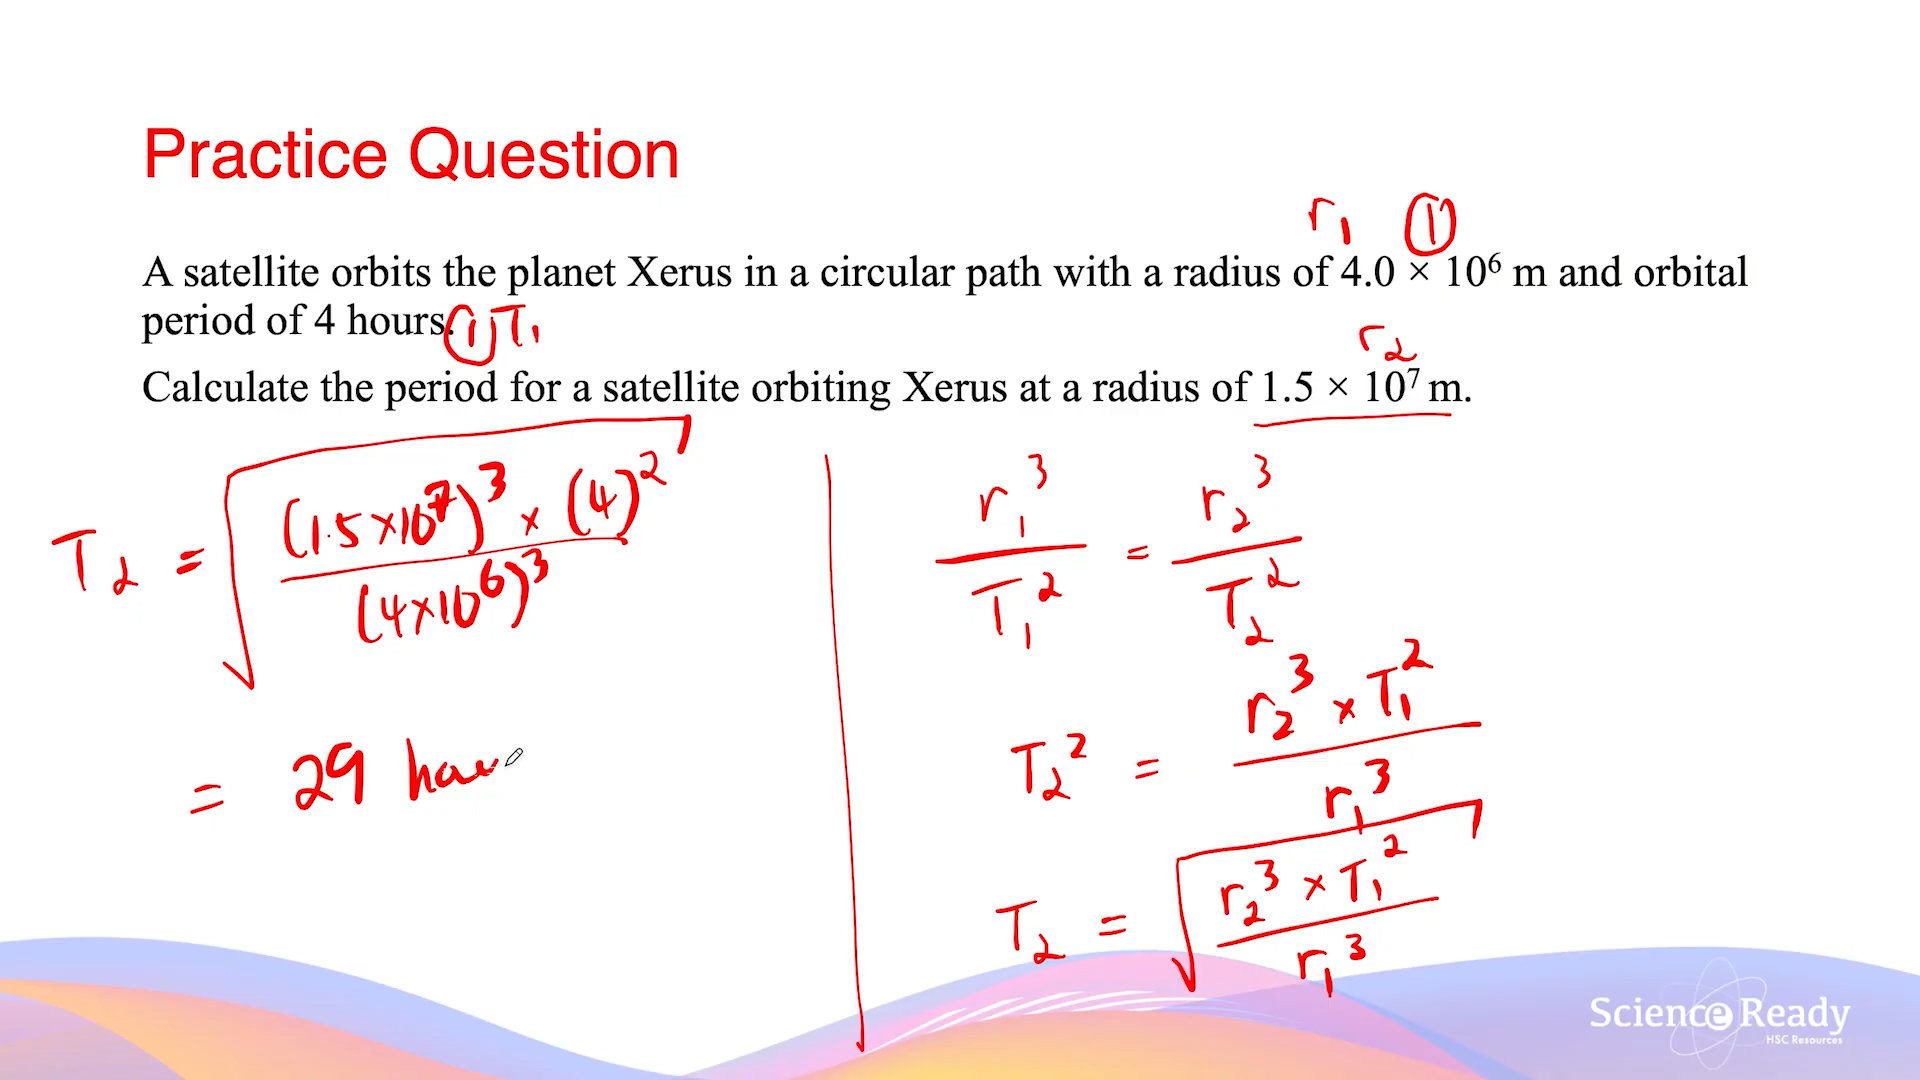 Practice Question
r₁ ①
A satellite orbits the planet Xerus in a circular path with a radius of 4.0 × 10⁶ m and orbital
period of 4 hours. ① T₁
r₂
Calculate the period for a satellite orbiting Xerus at a radius of 1.5 × 10⁷ m.
T₂ = √((1.5×10⁷)³ × (4)² / (4×10⁶)³)
= 29 hours
r₁³ / T₁² = r₂³ / T₂²
T₂² = r₂³ × T₁² / r₁³
T₂ = √(r₂³ × T₁² / r₁³)
Science Ready
HSC Resources